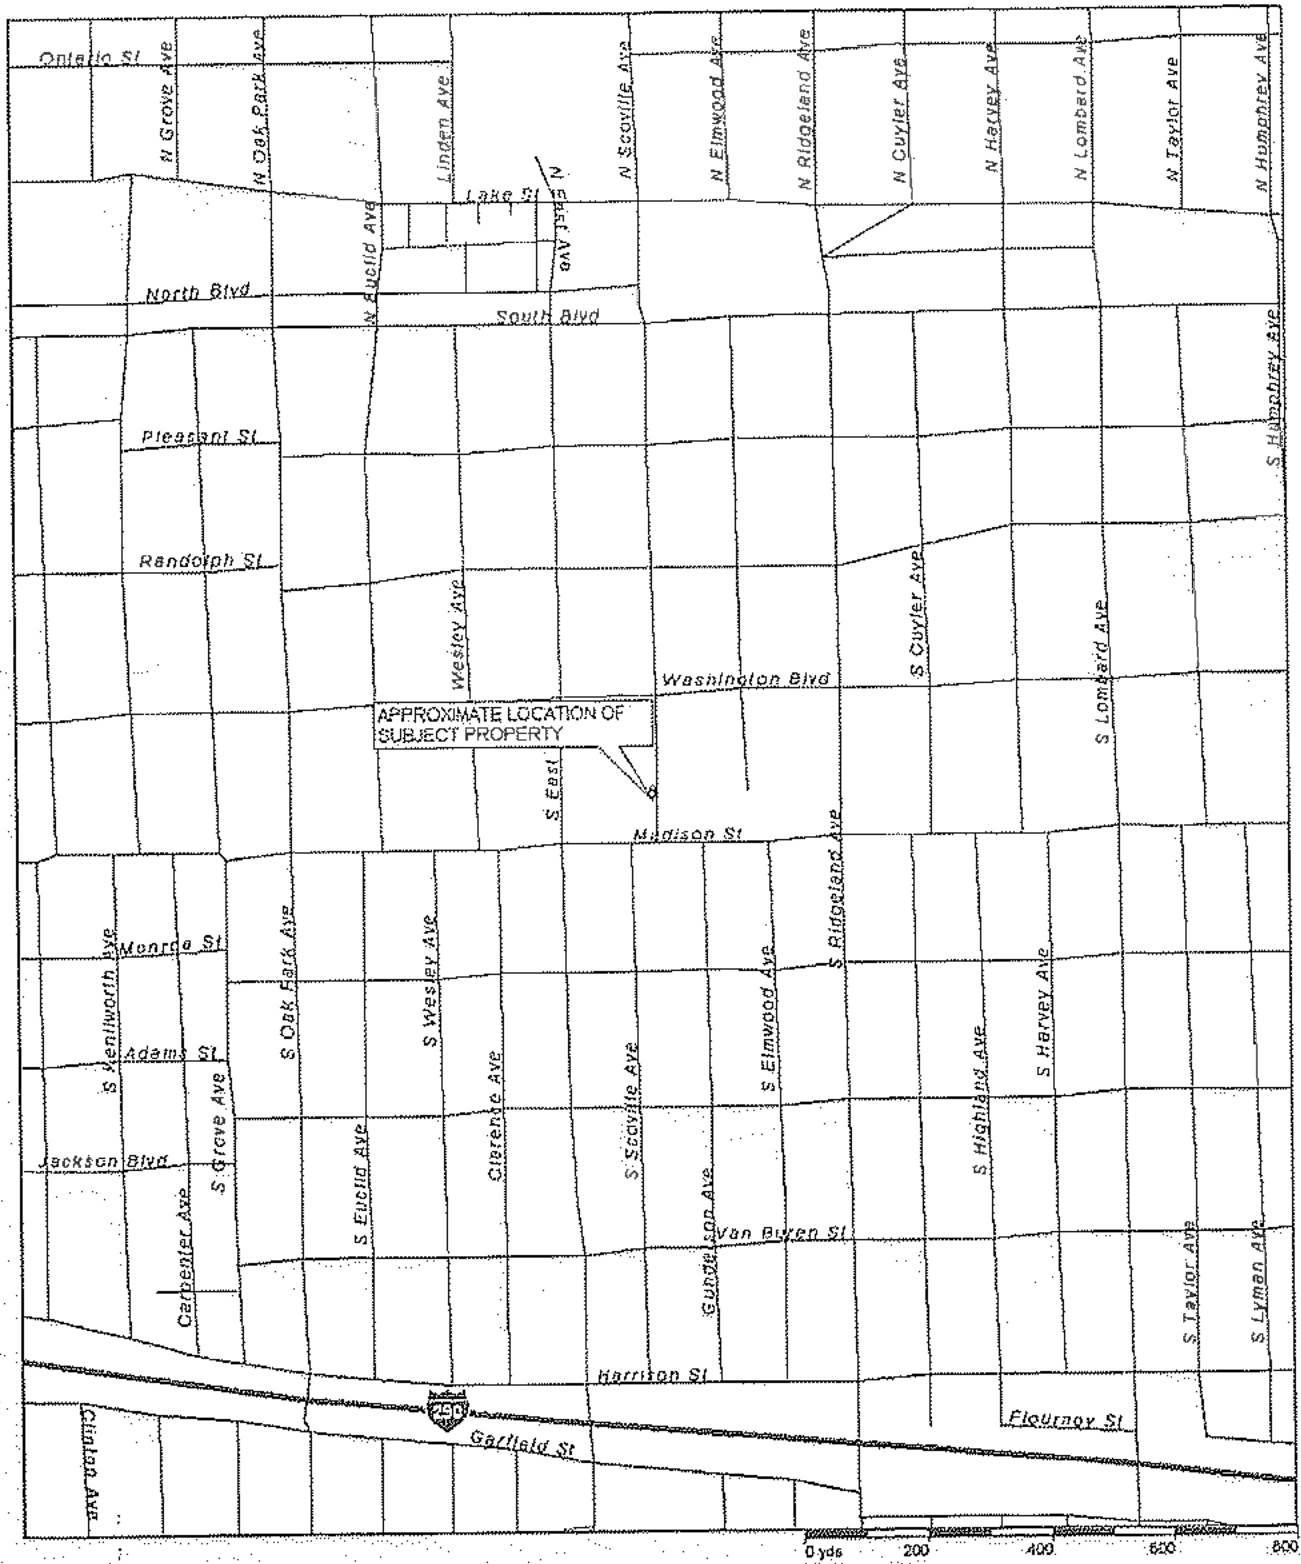 Ontario St
N Grove Ave
N Oak Park Ave
Linden Ave
N Scoville Ave
N Elmwood Ave
N Ridgeland Ave
N Cuyler Ave
N Harvey Ave
N Lombard Ave
N Taylor Ave
N Humphrey Ave
Lake St
N East Ave
N Euclid Ave
North Blvd
South Blvd
S Humphrey Ave
Pleasant St
Randolph St
Wesley Ave
S Cuyler Ave
S Lombard Ave
Washington Blvd
APPROXIMATE LOCATION OF
SUBJECT PROPERTY
S East
Madison St
S Ridgeland Ave
S Kenilworth Ave
Monroe St
S Oak Park Ave
S Wesley Ave
S Elmwood Ave
S Harvey Ave
Adams St
S Grove Ave
Clarence Ave
S Scoville Ave
S Highland Ave
Jackson Blvd
S Euclid Ave
Carpenter Ave
Gunderson Ave
Van Buren St
S Taylor Ave
S Lyman Ave
Harrison St
290
Flournoy St
Garfield St
Clinton Ave
0 yds 200 400 600 800